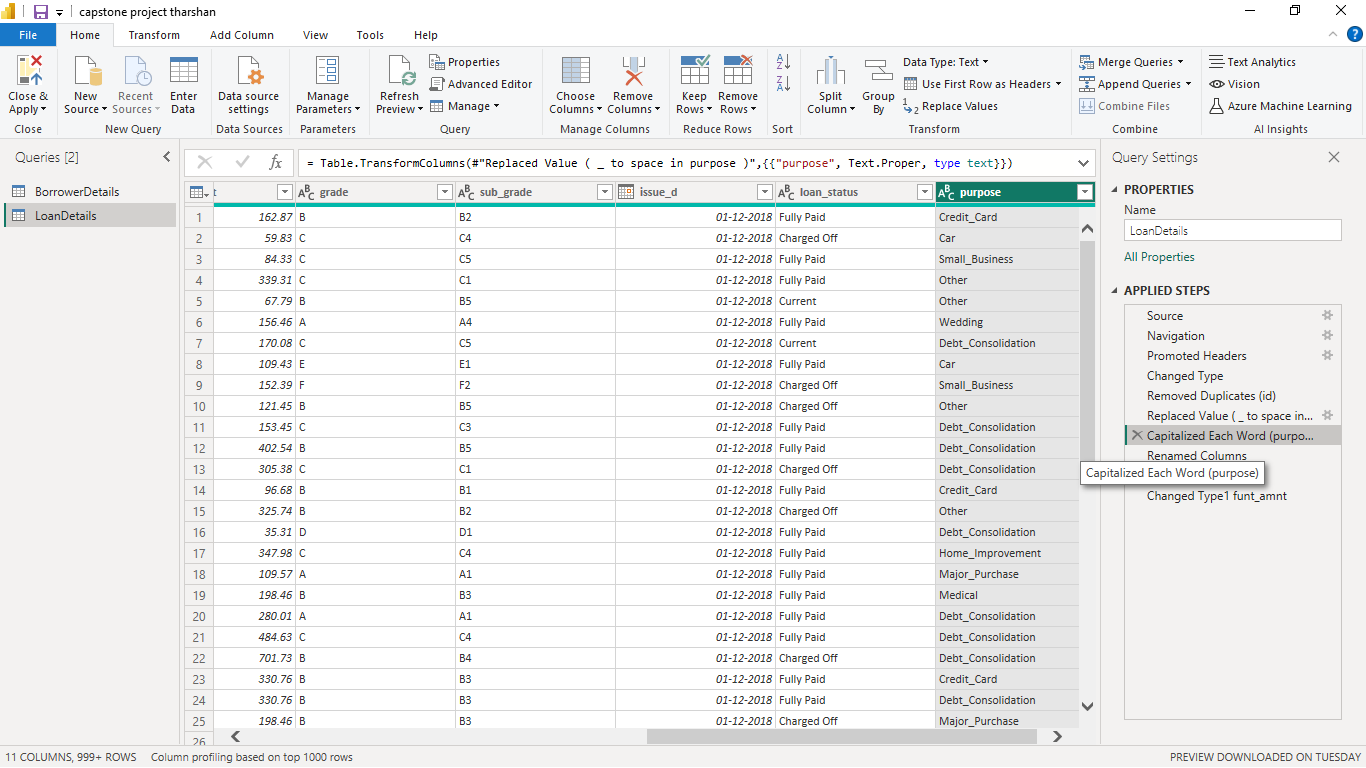 capstone project tharshan
File Home Transform Add Column View Tools Help
Close & Apply New Source Recent Sources Enter Data Data source settings Manage Parameters Refresh Preview Properties Advanced Editor Manage Choose Columns Remove Columns Keep Rows Remove Rows Split Column Group By Data Type: Text Use First Row as Headers Replace Values Merge Queries Append Queries Combine Files Text Analytics Vision Azure Machine Learning
Close New Query Data Sources Parameters Query Manage Columns Reduce Rows Sort Transform Combine AI Insights
Queries [2]
BorrowerDetails
LoanDetails
= Table.TransformColumns(#"Replaced Value ( _ to space in purpose )",{{"purpose", Text.Proper, type text}})
t grade sub_grade issue_d loan_status purpose
1 162.87 B B2 01-12-2018 Fully Paid Credit_Card
2 59.83 C C4 01-12-2018 Charged Off Car
3 84.33 C C5 01-12-2018 Fully Paid Small_Business
4 339.31 C C1 01-12-2018 Fully Paid Other
5 67.79 B B5 01-12-2018 Current Other
6 156.46 A A4 01-12-2018 Fully Paid Wedding
7 170.08 C C5 01-12-2018 Current Debt_Consolidation
8 109.43 E E1 01-12-2018 Fully Paid Car
9 152.39 F F2 01-12-2018 Charged Off Small_Business
10 121.45 B B5 01-12-2018 Charged Off Other
11 153.45 C C3 01-12-2018 Fully Paid Debt_Consolidation
12 402.54 B B5 01-12-2018 Fully Paid Debt_Consolidation
13 305.38 C C1 01-12-2018 Charged Off Debt_Consolidation
14 96.68 B B1 01-12-2018 Fully Paid Credit_Card
15 325.74 B B2 01-12-2018 Charged Off Other
16 35.31 D D1 01-12-2018 Fully Paid Debt_Consolidation
17 347.98 C C4 01-12-2018 Fully Paid Home_Improvement
18 109.57 A A1 01-12-2018 Fully Paid Major_Purchase
19 198.46 B B3 01-12-2018 Fully Paid Medical
20 280.01 A A1 01-12-2018 Fully Paid Debt_Consolidation
21 484.63 C C4 01-12-2018 Fully Paid Debt_Consolidation
22 701.73 B B4 01-12-2018 Charged Off Debt_Consolidation
23 330.76 B B3 01-12-2018 Fully Paid Credit_Card
24 330.76 B B3 01-12-2018 Fully Paid Debt_Consolidation
25 198.46 B B3 01-12-2018 Charged Off Major_Purchase
26
Query Settings
PROPERTIES
Name
LoanDetails
All Properties
APPLIED STEPS
Source
Navigation
Promoted Headers
Changed Type
Removed Duplicates (id)
Replaced Value ( _ to space in...
Capitalized Each Word (purpo...
Renamed Columns
Capitalized Each Word (purpose)
Changed Type1 funt_amnt
11 COLUMNS, 999+ ROWS Column profiling based on top 1000 rows PREVIEW DOWNLOADED ON TUESDAY